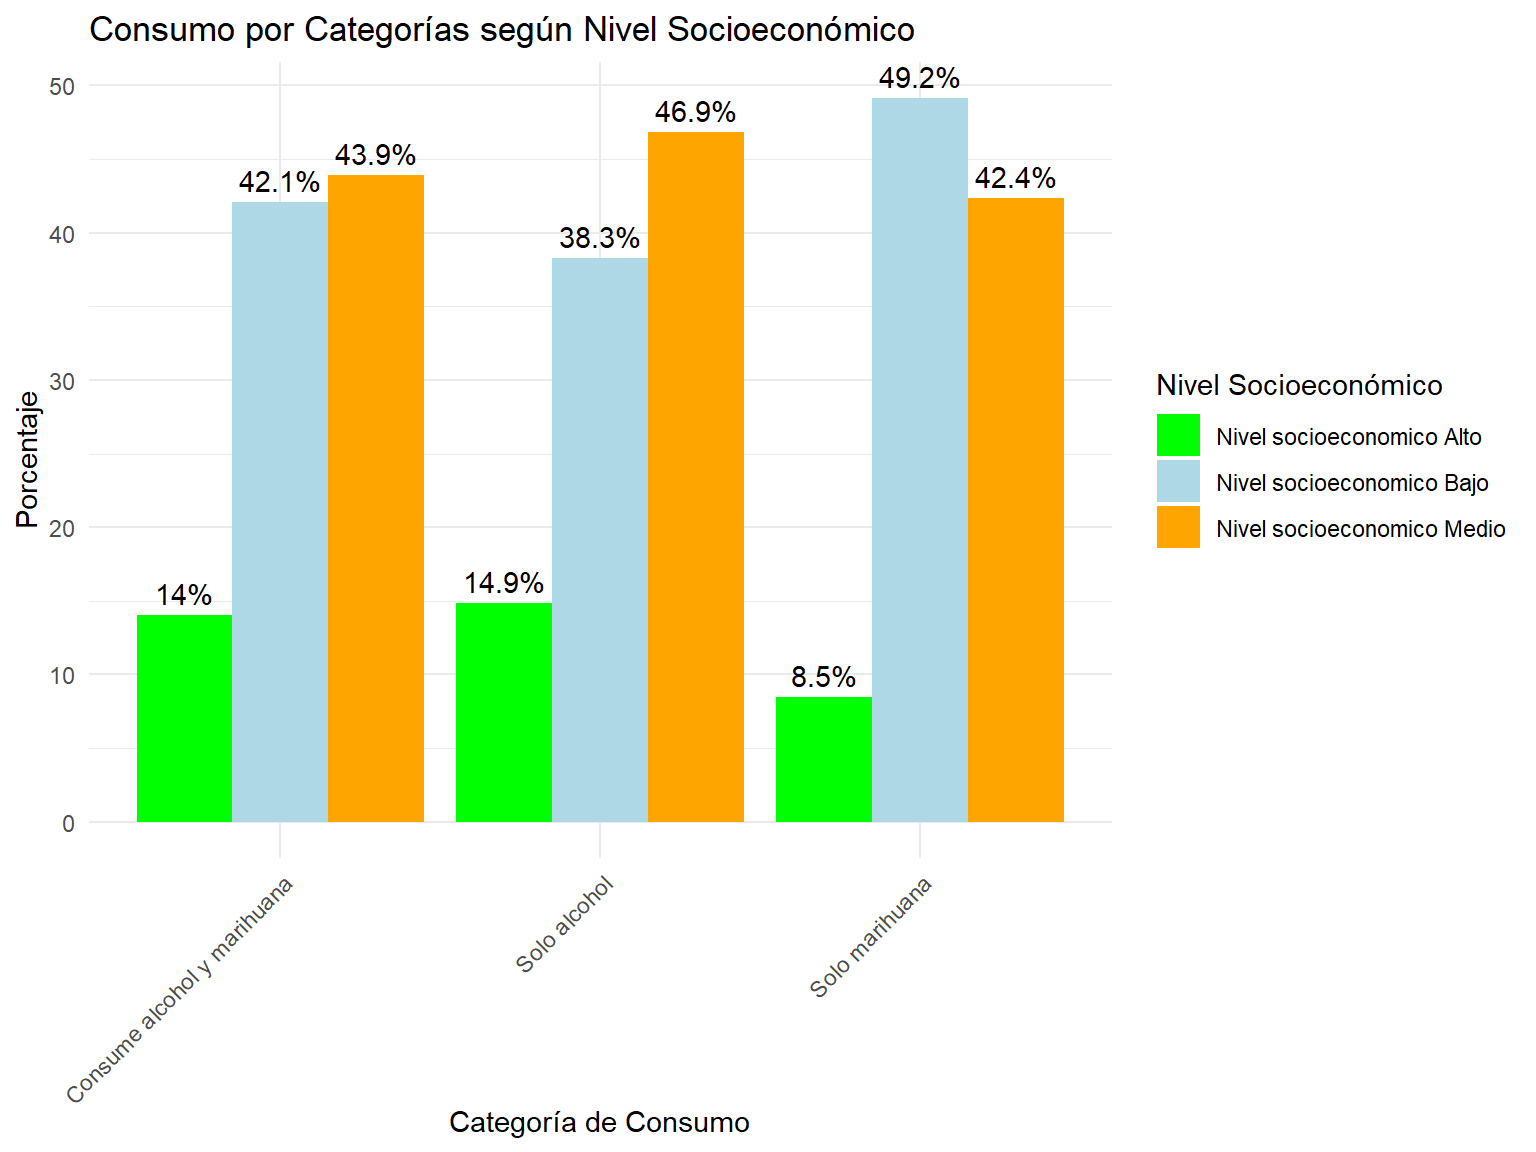 Consumo por Categorías según Nivel Socioeconómico
Porcentaje
50
40
30
20
10
0
14%
42.1%
43.9%
14.9%
38.3%
46.9%
8.5%
49.2%
42.4%
Consume alcohol y marihuana
Solo alcohol
Solo marihuana
Categoría de Consumo
Nivel Socioeconómico
Nivel socioeconomico Alto
Nivel socioeconomico Bajo
Nivel socioeconomico Medio